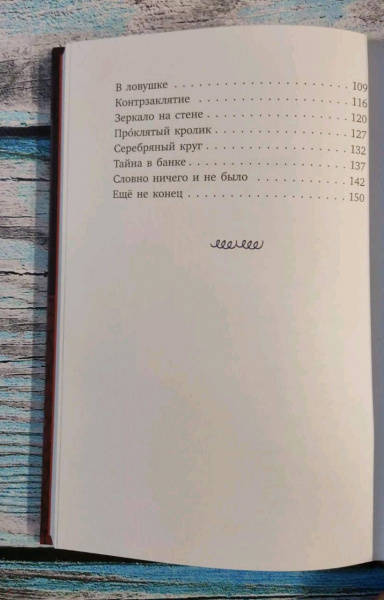 В ловушке . . . . . . . . . . . . . . . . . . . . . . . . 109
Контрзаклятие . . . . . . . . . . . . . . . . . . . . 116
Зеркало на стене . . . . . . . . . . . . . . . . . . . 120
Про́клятый кролик . . . . . . . . . . . . . . . . . . 127
Серебряный круг . . . . . . . . . . . . . . . . . . . 132
Тайна в банке . . . . . . . . . . . . . . . . . . . . . . 137
Словно ничего и не было . . . . . . . . . . . . . 142
Ещё не конец . . . . . . . . . . . . . . . . . . . . . . 150